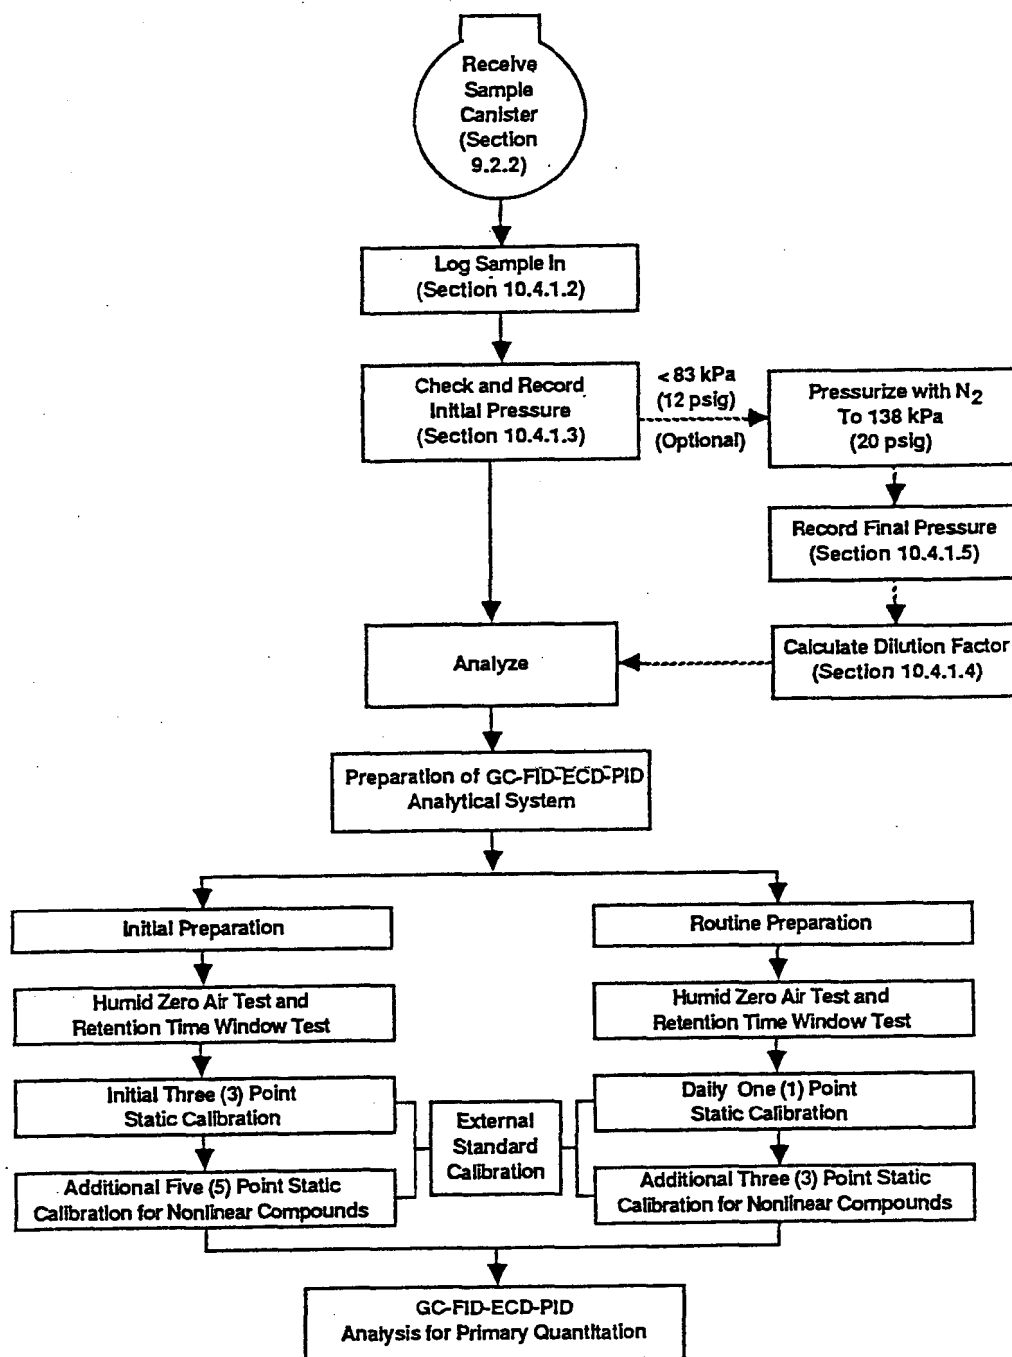 Receive
Sample
Canister
(Section
9.2.2)
Log Sample In
(Section 10.4.1.2)
Check and Record
Initial Pressure
(Section 10.4.1.3)
< 83 kPa
(12 psig)
(Optional)
Pressurize with N2
To 138 kPa
(20 psig)
Record Final Pressure
(Section 10.4.1.5)
Calculate Dilution Factor
(Section 10.4.1.4)
Analyze
Preparation of GC-FID-ECD-PID
Analytical System
Initial Preparation
Routine Preparation
Humid Zero Air Test and
Retention Time Window Test
Humid Zero Air Test and
Retention Time Window Test
Initial Three (3) Point
Static Calibration
External
Standard
Calibration
Daily One (1) Point
Static Calibration
Additional Five (5) Point Static
Calibration for Nonlinear Compounds
Additional Three (3) Point Static
Calibration for Nonlinear Compounds
GC-FID-ECD-PID
Analysis for Primary Quantitation